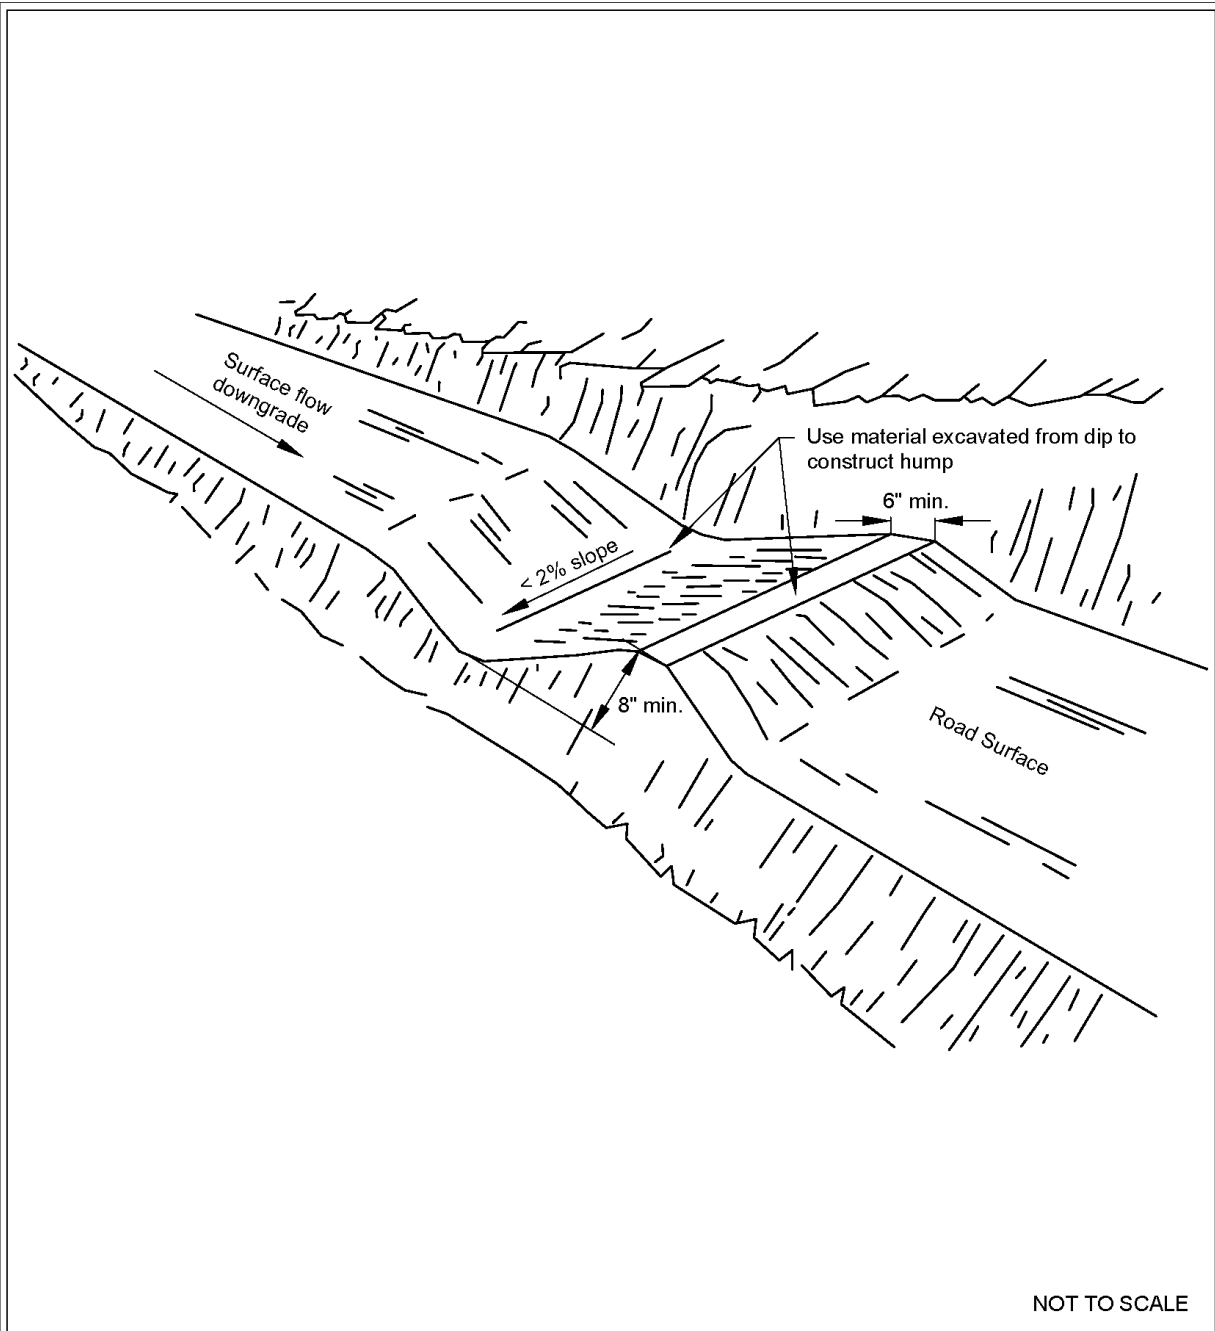 Surface flow
downgrade
Use material excavated from dip to
construct hump
6" min.
< 2% slope
8" min.
Road Surface
NOT TO SCALE